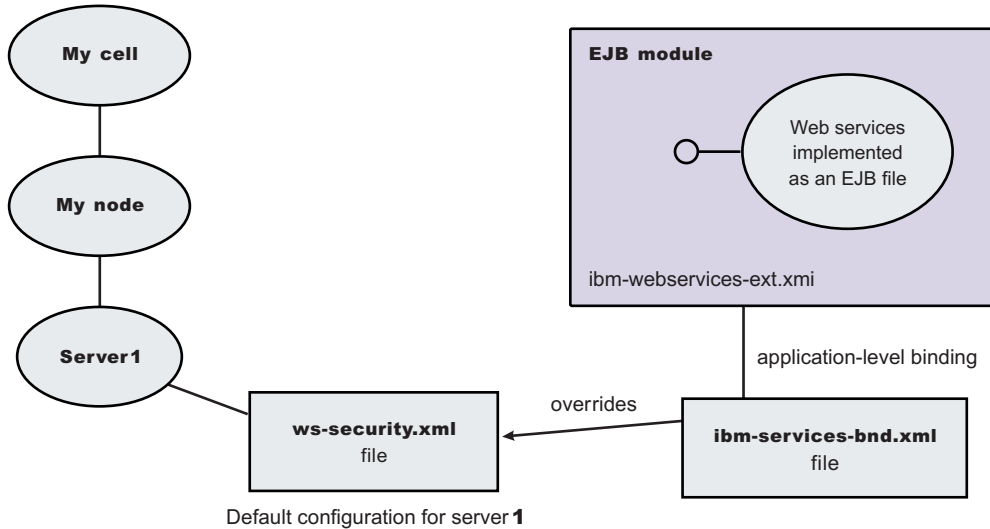 My cell
My node
Server1
ws-security.xml
file
Default configuration for server1
overrides
EJB module
Web services
implemented
as an EJB file
ibm-webservices-ext.xmi
application-level binding
ibm-services-bnd.xml
file